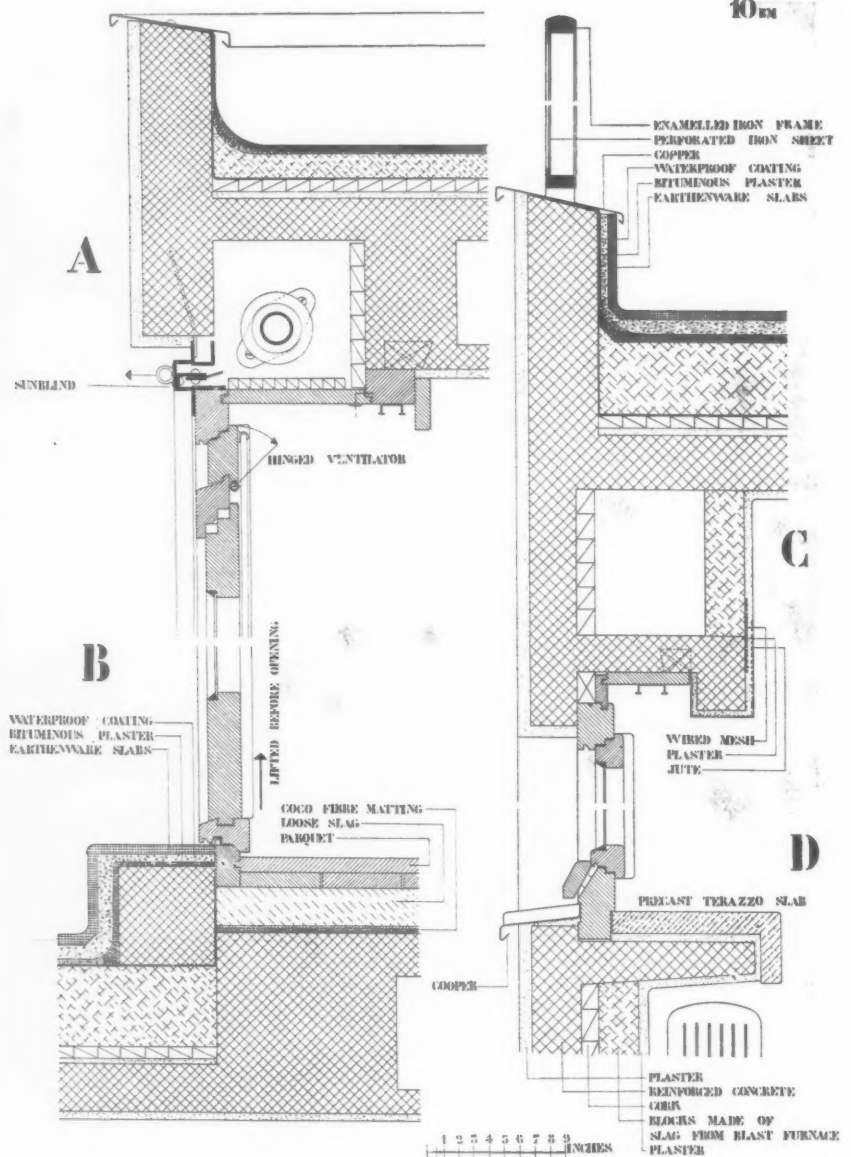 10 BM
ENAMELLED IRON FRAME
PERFORATED IRON SHEET
COPPER
WATERPROOF COATING
BITUMINOUS PLASTER
EARTHENWARE SLABS
A
SUNBLIND
HINGED VENTILATOR
C
LIFTED BEFORE OPENING
B
WATERPROOF COATING
BITUMINOUS PLASTER
EARTHENWARE SLABS
WIRED MESH
PLASTER
JUTE
COCO FIBRE MATTING
LOOSE SLAG
PARQUET
D
PRECAST TERAZZO SLAB
COOPER
PLASTER
REINFORCED CONCRETE
CORK
BLOCKS MADE OF
SLAG FROM BLAST FURNACE
PLASTER
1 2 3 4 5 6 7 8 9 INCHES